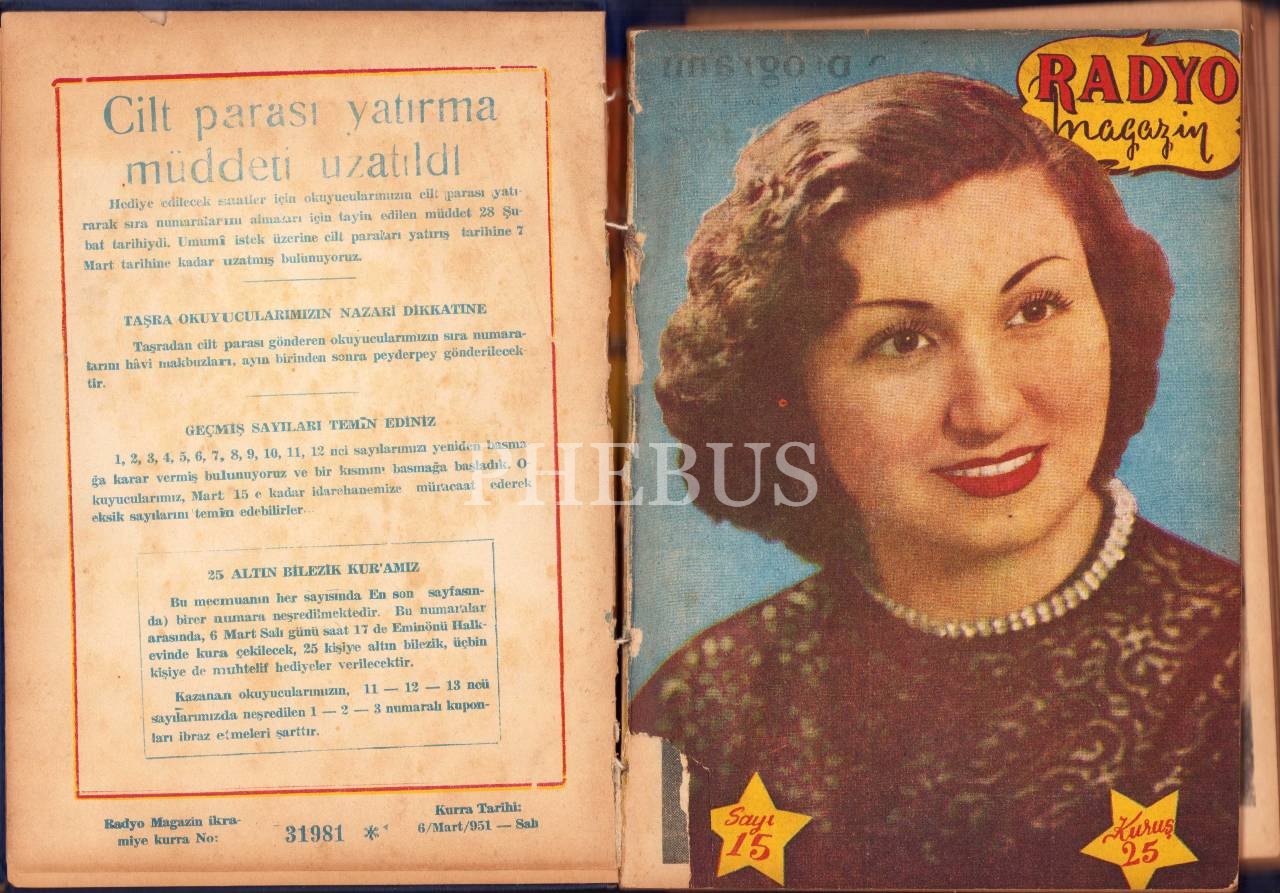 Cilt parası yatırma
müddeti uzatıldı
Hediye edilecek saatler için okuyucularımızın cilt parası yatı-
rarak sıra numaralarını almaları için tayin edilen müddet 28 Şu-
bat tarihiydi. Umumî istek üzerine cilt paraları yatırış tarihine 7
Mart tarihine kadar uzatmış bulunuyoruz.
TAŞRA OKUYUCULARIMIZIN NAZARİ DİKKATINE
Taşradan cilt parası gönderen okuyucularımızın sıra numara-
larını hâvi makbuzları, ayın birinden sonra peyderpey gönderilecek-
tir.
GEÇMİŞ SAYILARI TEMİN EDİNİZ
1, 2, 3, 4, 5, 6, 7, 8, 9, 10, 11, 12 nci sayılarımızı yeniden basma-
ğa karar vermiş bulunuyoruz ve bir kısmını basmağa başladık. O-
kuyucularımız, Mart 15 e kadar idarehanemize müracaat ederek
eksik sayılarını temin edebilirler
25 ALTIN BİLEZİK KUR'AMIZ
Bu mecmuanın her sayısında En son sayfasın-
da) birer numara neşredilmektedir. Bu numaralar
arasında, 6 Mart Salı günü saat 17 de Eminönü Halk-
evinde kura çekilecek, 25 kişiye altın bilezik, üçbin
kişiye de muhtelif hediyeler verilecektir.
Kazanan okuyucularımızın, 11 — 12 — 13 ncü
sayılarımızda neşredilen 1 — 2 — 3 numaralı kupon-
ları ibraz etmeleri şarttır.
Radyo Magazin ikra-
miye kurra No:
31981 *
Kurra Tarihi:
6/Mart/951 — Salı
RADYO
Magazin
Sayı
15
Kuruş
25
PHEBUS